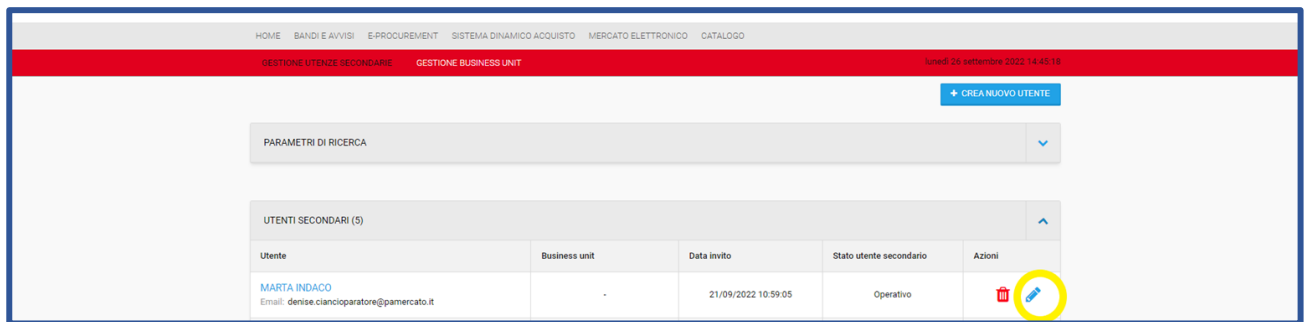 HOME BANDI E AVVISI E-PROCUREMENT SISTEMA DINAMICO ACQUISTO MERCATO ELETTRONICO CATALOGO
GESTIONE UTENZE SECONDARIE GESTIONE BUSINESS UNIT lunedì 26 settembre 2022 14:45:18
+ CREA NUOVO UTENTE
PARAMETRI DI RICERCA
UTENTI SECONDARI (5)
Utente Business unit Data invito Stato utente secondario Azioni
MARTA INDACO
Email: denise.ciancioparatore@pamercato.it - 21/09/2022 10:59:05 Operativo